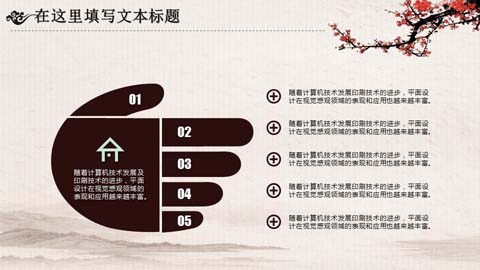 在这里填写文本标题
01
02
03
04
05
随着计算机技术发展及
印刷技术的进步，平面
设计在视觉感观领域的
表现和应用越来越丰富。
随着计算机技术发展印刷技术的进步，平面设
计在视觉感观领域的表现和应用也越来越丰富。
随着计算机技术发展印刷技术的进步，平面设
计在视觉感观领域的表现和应用也越来越丰富。
随着计算机技术发展印刷技术的进步，平面设
计在视觉感观领域的表现和应用也越来越丰富。
随着计算机技术发展印刷技术的进步，平面设
计在视觉感观领域的表现和应用也越来越丰富。
随着计算机技术发展印刷技术的进步，平面设
计在视觉感观领域的表现和应用也越来越丰富。